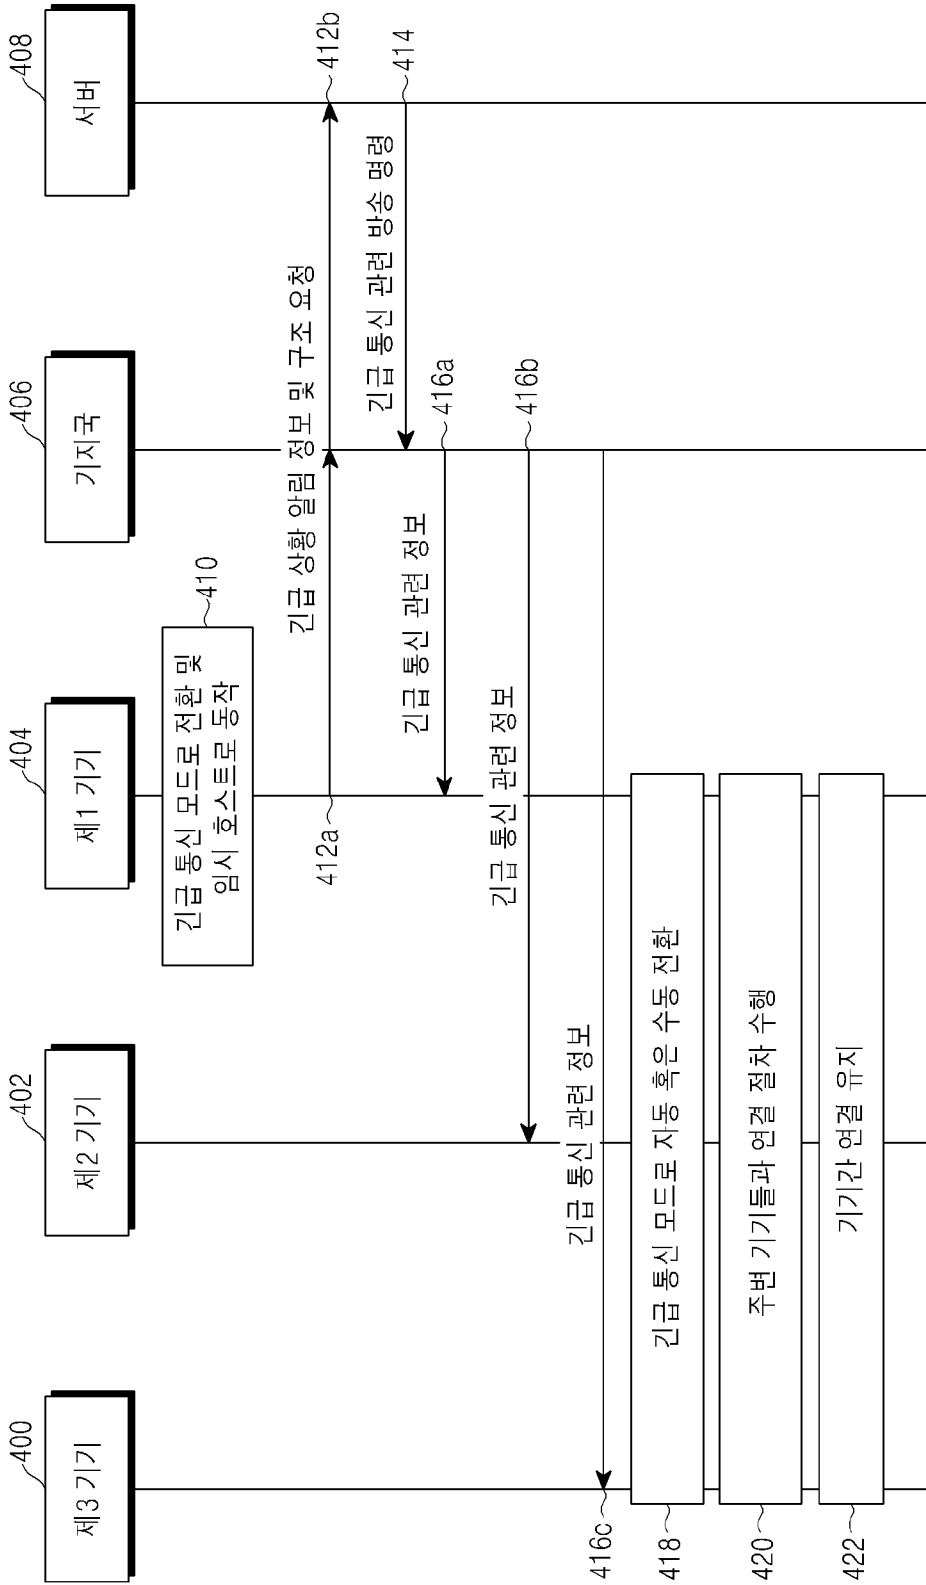 400
제3 기기
402
제2 기기
404
제1 기기
406
기지국
408
서버
긴급 통신 모드로 전환 및
임시 호스트로 동작
410
긴급 상황 알림 정보 및 구조 요청
412a
412b
긴급 통신 관련 방송 명령
414
긴급 통신 관련 정보
416a
긴급 통신 관련 정보
416b
긴급 통신 관련 정보
416c
긴급 통신 모드로 자동 혹은 수동 전환
418
주변 기기들과 연결 절차 수행
420
기기간 연결 유지
422